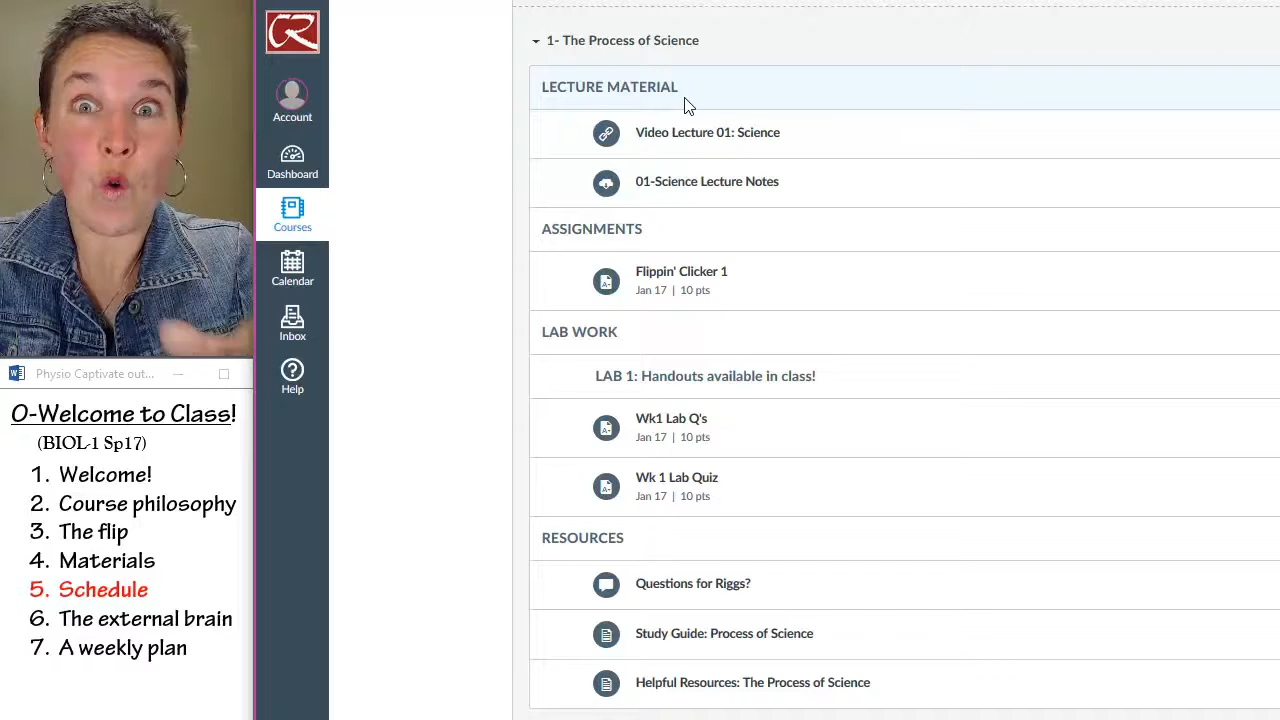 CR
Account
Dashboard
Courses
Calendar
Inbox
Help
Physio Captivate out...
O-Welcome to Class!
(BIOL-1 Sp17)
1. Welcome!
2. Course philosophy
3. The flip
4. Materials
5. Schedule
6. The external brain
7. A weekly plan
1- The Process of Science
LECTURE MATERIAL
Video Lecture 01: Science
01-Science Lecture Notes
ASSIGNMENTS
Flippin' Clicker 1
Jan 17 | 10 pts
LAB WORK
LAB 1: Handouts available in class!
Wk1 Lab Q's
Jan 17 | 10 pts
Wk 1 Lab Quiz
Jan 17 | 10 pts
RESOURCES
Questions for Riggs?
Study Guide: Process of Science
Helpful Resources: The Process of Science